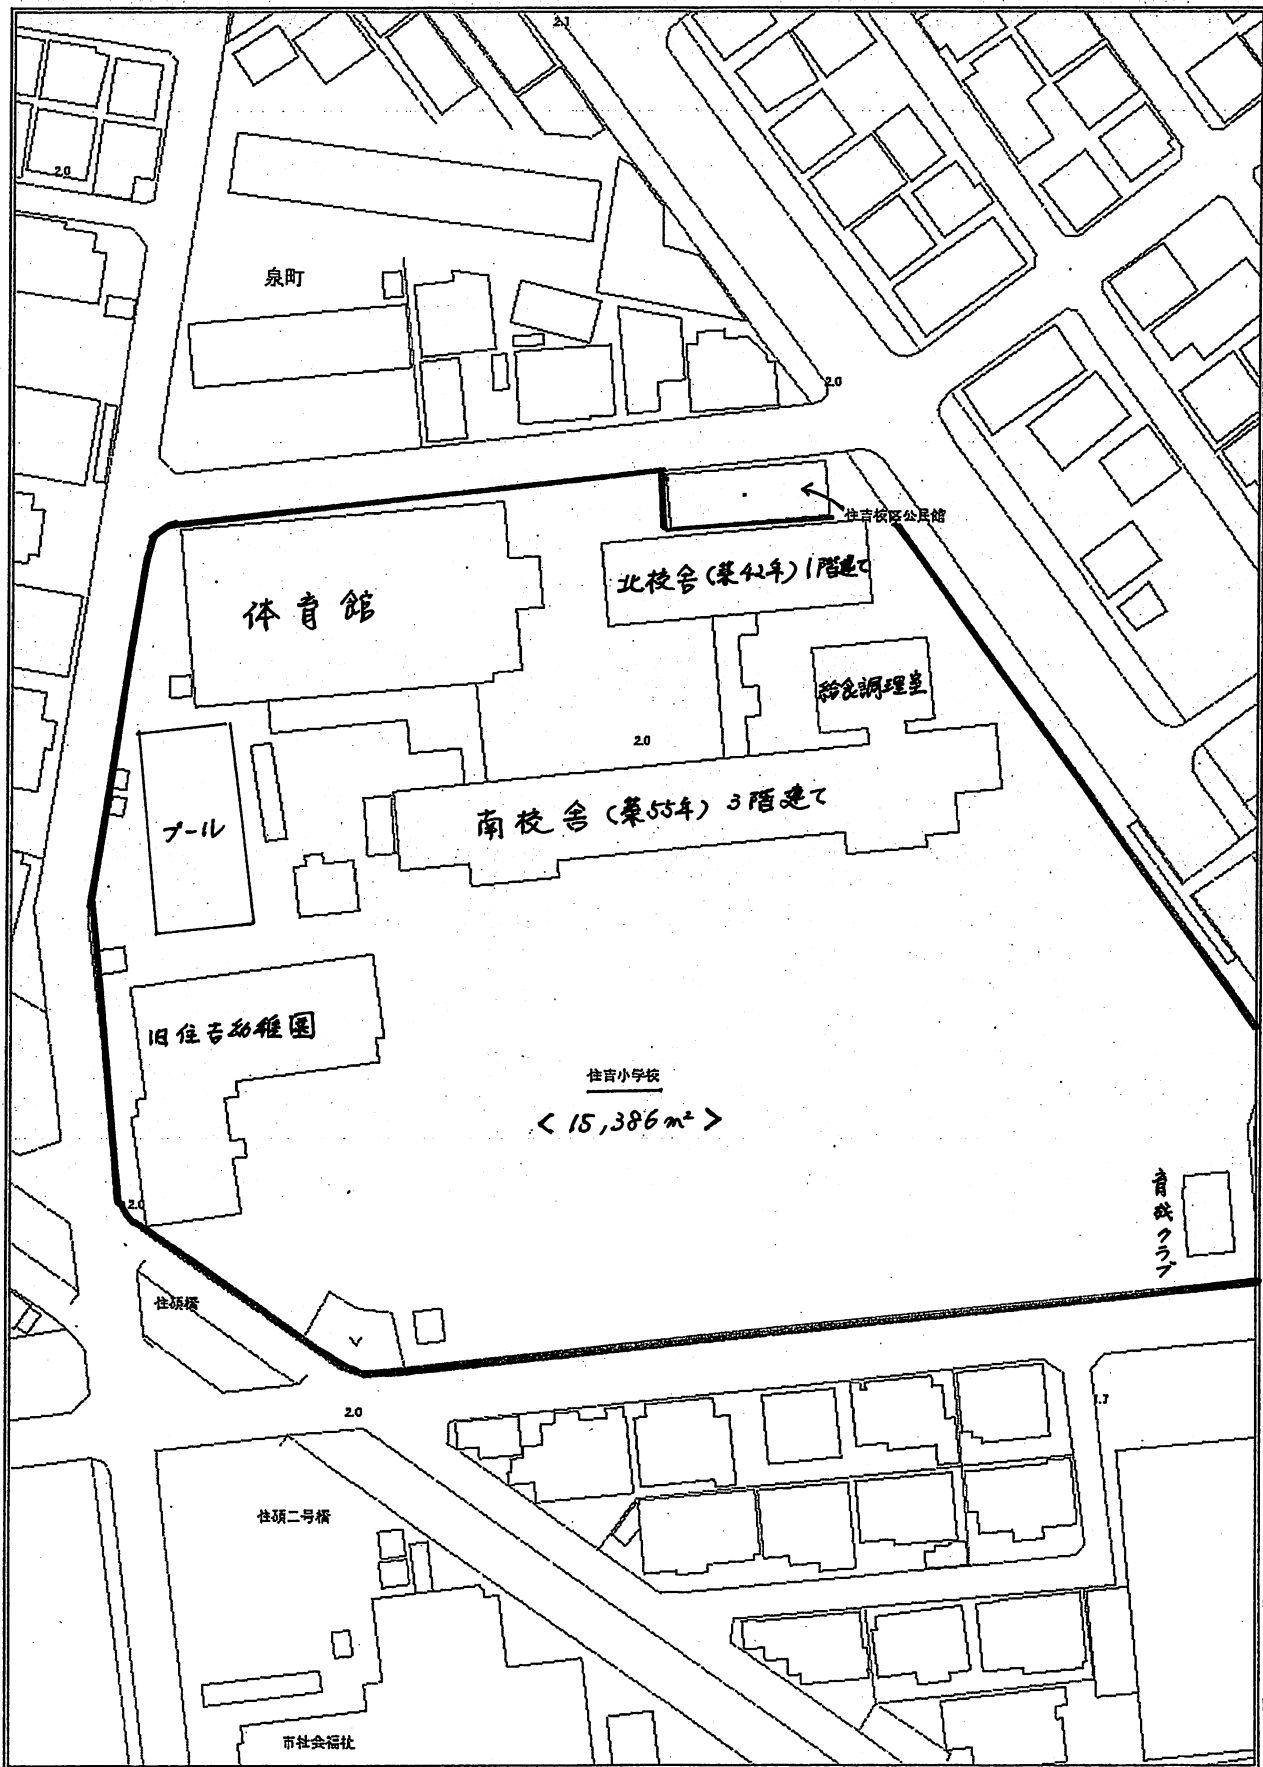 2.1
2.0
泉町
2.0
住吉校区公民館
北校舎（築42年）1階建て
体育館
給食調理室
2.0
南校舎（築55年）3階建て
プール
旧住吉幼稚園
住吉小学校
<15,386m²>
育成クラブ
2.0
住碩橋
1.7
2.0
住碩二号橋
市社会福祉